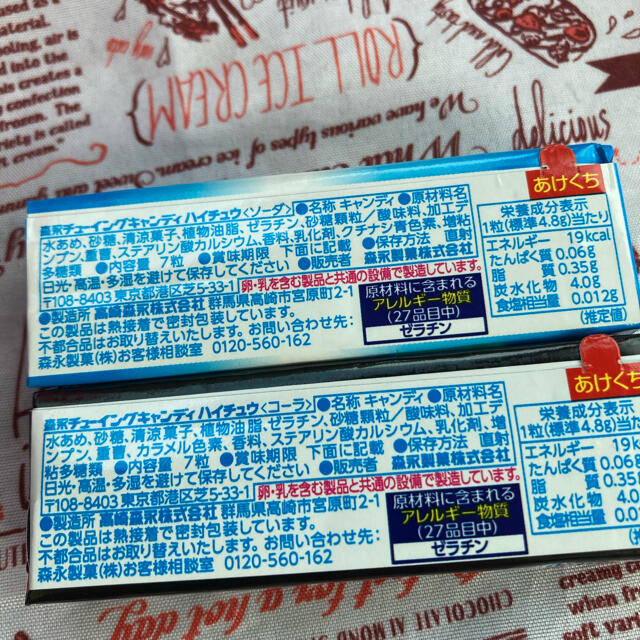 ROLL ICE CREAM
We have various types of ice cream.
delicious
あけくち
森永チューイングキャンディ ハイチュウ〈ソーダ〉 ●名称 キャンディ ●原材料名
水あめ、砂糖、清涼菓子、植物油脂、ゼラチン、砂糖顆粒/酸味料、加工デ
ンプン、重曹、ステアリン酸カルシウム、香料、乳化剤、クチナシ青色素、増粘
多糖類 ●内容量 7粒 ●賞味期限 下面に記載 ●保存方法 直射
日光・高温・多湿を避けて保存してください ●販売者 森永製菓株式会社
〒108-8403 東京都港区芝5-33-1 卵・乳を含む製品と共通の設備で製造しています。
●製造所 高崎森永株式会社 群馬県高崎市宮原町2-1
この製品は熱接着で密封包装しています。
不都合品はお取り替えいたします。お問い合わせ先:
森永製菓(株)お客様相談室 0120-560-162
原材料に含まれる
アレルギー物質
(27品目中)
ゼラチン
栄養成分表示
1粒(標準4.8g)当たり
エネルギー 19kcal
たんぱく質 0.06g
脂質 0.35g
炭水化物 4.0g
食塩相当量 0.012g
(推定値)
あけくち
森永チューイングキャンディ ハイチュウ〈コーラ〉 ●名称 キャンディ ●原材料名
水あめ、砂糖、清涼菓子、植物油脂、ゼラチン、砂糖顆粒/酸味料、加工デ
ンプン、重曹、カラメル色素、香料、ステアリン酸カルシウム、乳化剤、増
粘多糖類 ●内容量 7粒 ●賞味期限 下面に記載 ●保存方法 直射
日光・高温・多湿を避けて保存してください ●販売者 森永製菓株式会社
〒108-8403 東京都港区芝5-33-1 卵・乳を含む製品と共通の設備で製造しています。
●製造所 高崎森永株式会社 群馬県高崎市宮原町2-1
この製品は熱接着で密封包装しています。
不都合品はお取り替えいたします。お問い合わせ先:
森永製菓(株)お客様相談室 0120-560-162
原材料に含まれる
アレルギー物質
(27品目中)
ゼラチン
栄養成分表示
1粒(標準4.8g)当たり
エネルギー 19k
たんぱく質 0.06
脂質 0.35
炭水化物 4.0
食塩相当量 0.0
(推定
for a hot day.
CHOCOLATE ALMOND
creamy